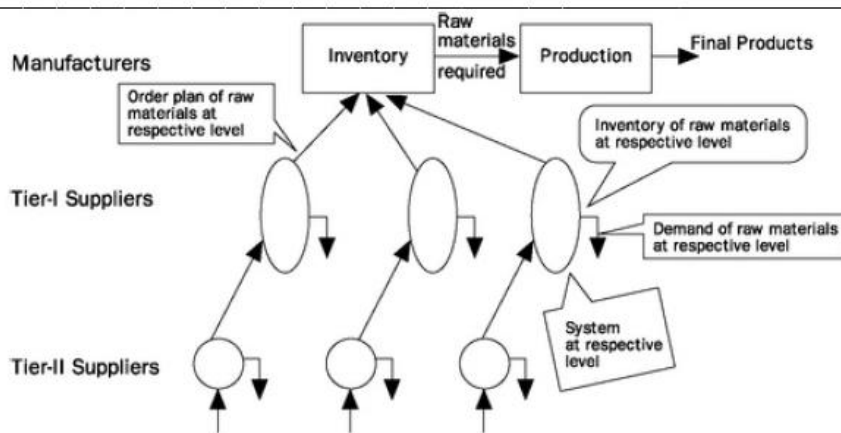 Manufacturers
Inventory
Raw
materials
required
Production
Final Products
Order plan of raw
materials at
respective level
Inventory of raw materials
at respective level
Tier-I Suppliers
Demand of raw materials
at respective level
System
at respective
level
Tier-II Suppliers